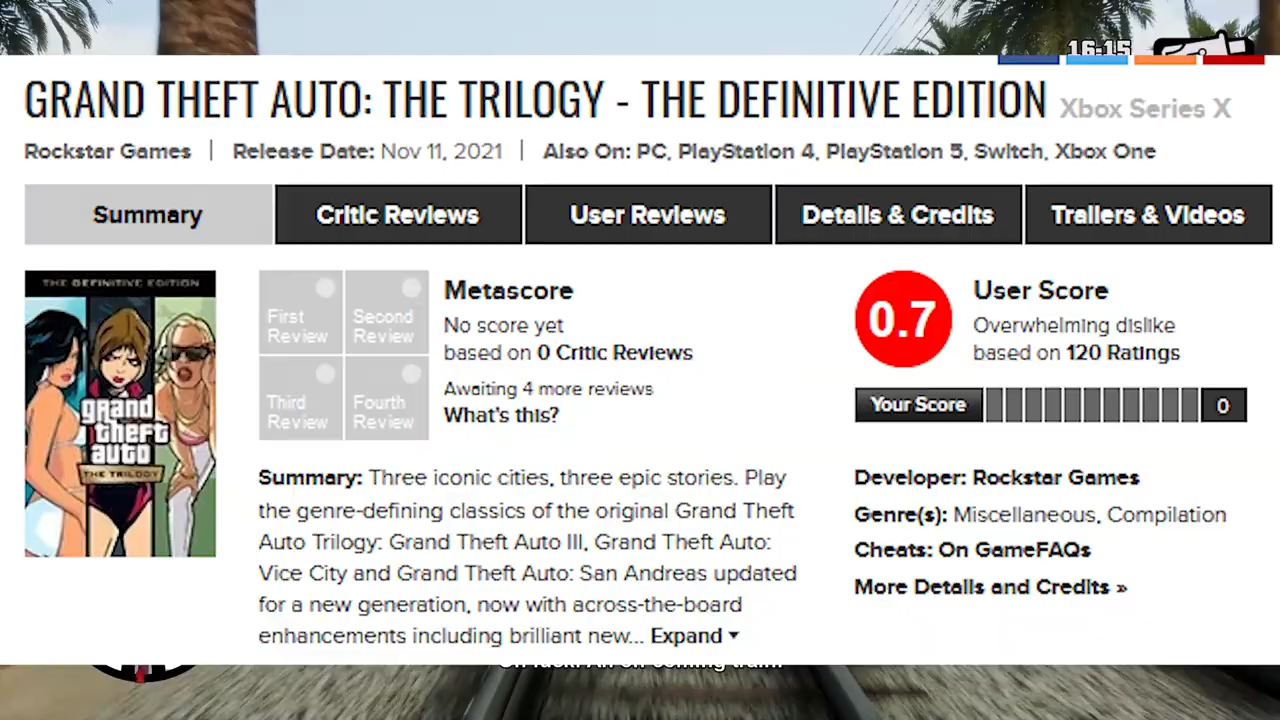 16:15
GRAND THEFT AUTO: THE TRILOGY - THE DEFINITIVE EDITION Xbox Series X
Rockstar Games | Release Date: Nov 11, 2021 | Also On: PC, PlayStation 4, PlayStation 5, Switch, Xbox One
Summary Critic Reviews User Reviews Details & Credits Trailers & Videos
THE DEFINITIVE EDITION
grand
theft
auto
THE TRILOGY
First
Review
Second
Review
Third
Review
Fourth
Review
Metascore
No score yet
based on 0 Critic Reviews
Awaiting 4 more reviews
What's this?
0.7
User Score
Overwhelming dislike
based on 120 Ratings
Your Score 0
Summary: Three iconic cities, three epic stories. Play
the genre-defining classics of the original Grand Theft
Auto Trilogy: Grand Theft Auto III, Grand Theft Auto:
Vice City and Grand Theft Auto: San Andreas updated
for a new generation, now with across-the-board
enhancements including brilliant new... Expand ▾
Developer: Rockstar Games
Genre(s): Miscellaneous, Compilation
Cheats: On GameFAQs
More Details and Credits »